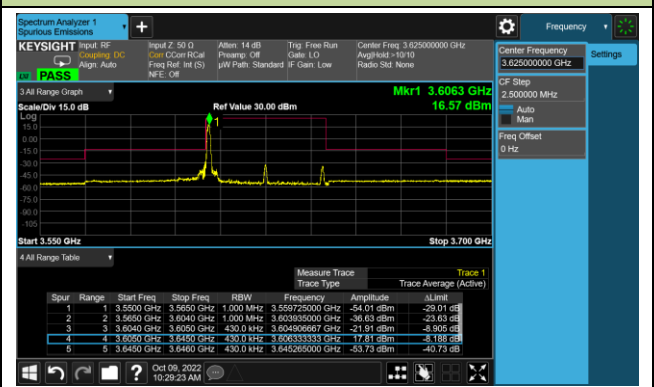 Spectrum Analyzer 1
Spurious Emissions
Frequency
KEYSIGHT Input: RF Input Z: 50 Ω Atten: 14 dB Trig: Free Run Center Freq: 3.625000000 GHz
Coupling: DC Corr CCorr RCal Preamp: Off Gate: LO Avg|Hold:>10/10
Align: Auto Freq Ref: Int (S) µW Path: Standard IF Gain: Low Radio Std: None
NFE: Off
PASS
Center Frequency
3.625000000 GHz
Settings
CF Step
2.500000 MHz
Auto
Man
Freq Offset
0 Hz
3 All Range Graph
Mkr1 3.6063 GHz
Scale/Div 15.0 dB Ref Value 30.00 dBm 16.57 dBm
Log
15.0
0.00
-15.0
-30.0
-45.0
-60.0
-75.0
-90.0
-105
1
Start 3.550 GHz Stop 3.700 GHz
4 All Range Table
Measure Trace Trace 1
Trace Type Trace Average (Active)
Spur Range Start Freq Stop Freq RBW Frequency Amplitude ΔLimit
1 1 3.5500 GHz 3.5650 GHz 1.000 MHz 3.559725000 GHz -54.01 dBm -29.01 dB
2 2 3.5650 GHz 3.6040 GHz 1.000 MHz 3.603935000 GHz -36.63 dBm -23.63 dB
3 3 3.6040 GHz 3.6050 GHz 430.0 kHz 3.604906667 GHz -21.91 dBm -8.905 dB
4 4 3.6050 GHz 3.6450 GHz 430.0 kHz 3.606333333 GHz 17.81 dBm -8.188 dB
5 5 3.6450 GHz 3.6460 GHz 430.0 kHz 3.645265000 GHz -53.73 dBm -40.73 dB
Oct 09, 2022
10:29:23 AM